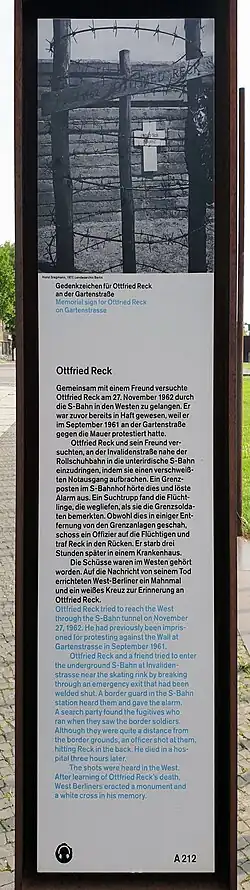 OTTFRIED RECK
Hans Siegmann, 1973, Landesarchiv Berlin
Gedenkzeichen für Ottfried Reck
an der Gartenstraße
Memorial sign for Ottfried Reck
on Gartenstrasse
Ottfried Reck
Gemeinsam mit einem Freund versuchte
Ottfried Reck am 27. November 1962 durch
die S-Bahn in den Westen zu gelangen. Er
war zuvor bereits in Haft gewesen, weil er
im September 1961 an der Gartenstraße
gegen die Mauer protestiert hatte.
Ottfried Reck und sein Freund ver-
suchten, an der Invalidenstraße nahe der
Rollschuhbahn in die unterirdische S-Bahn
einzudringen, indem sie einen verschweiß-
ten Notausgang aufbrachen. Ein Grenz-
posten im S-Bahnhof hörte dies und löste
Alarm aus. Ein Suchtrupp fand die Flücht-
linge, die wegliefen, als sie die Grenzsolda-
ten bemerkten. Obwohl dies in einiger Ent-
fernung von den Grenzanlagen geschah,
schoss ein Offizier auf die Flüchtigen und
traf Reck in den Rücken. Er starb drei
Stunden später in einem Krankenhaus.
Die Schüsse waren im Westen gehört
worden. Auf die Nachricht von seinem Tod
errichteten West-Berliner ein Mahnmal
und ein weißes Kreuz zur Erinnerung an
Ottfried Reck.
Ottfried Reck tried to reach the West
through the S-Bahn tunnel on November
27, 1962. He had previously been impris-
oned for protesting against the Wall at
Gartenstrasse in September 1961.
Ottfried Reck and a friend tried to enter
the underground S-Bahn at Invaliden-
strasse near the skating rink by breaking
through an emergency exit that had been
welded shut. A border guard in the S-Bahn
station heard them and gave the alarm.
A search party found the fugitives who
ran when they saw the border soldiers.
Although they were quite a distance from
the border grounds, an officer shot at them,
hitting Reck in the back. He died in a hos-
pital three hours later.
The shots were heard in the West.
After learning of Ottfried Reck's death,
West Berliners eracted a monument and
a white cross in his memory.
A 212